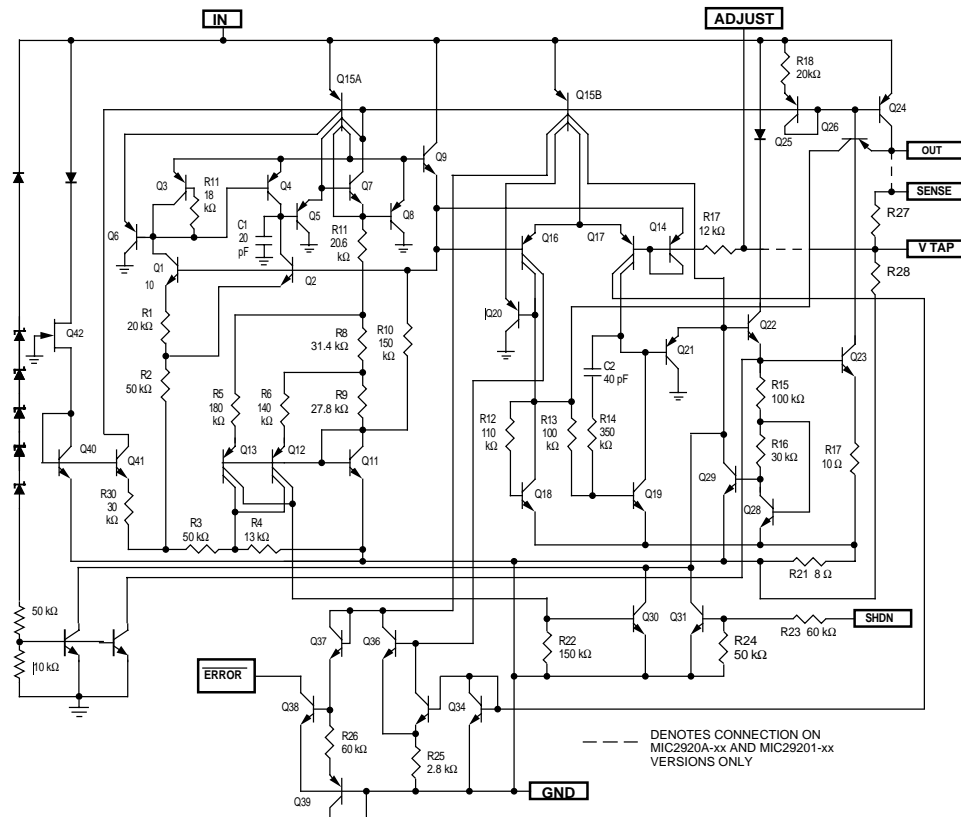 IN
ADJUST
Q15A
Q15B
R18
20kΩ
Q24
Q25
Q26
OUT
SENSE
R27
V TAP
R28
Q9
Q3
R11
18
kΩ
Q4
Q7
Q5
Q8
C1
20
pF
R11
20.6
kΩ
Q6
Q1
10
Q2
Q16
Q17
Q14
R17
12 kΩ
Q42
R1
20 kΩ
R2
50 kΩ
R8
31.4 kΩ
R10
150
kΩ
Q20
Q21
Q22
Q23
C2
40 pF
R5
180
kΩ
R6
140
kΩ
R9
27.8 kΩ
R12
110
kΩ
R13
100
kΩ
R14
350
kΩ
R15
100 kΩ
R16
30 kΩ
R17
10 Ω
Q40
Q41
Q13
Q12
Q11
Q18
Q19
Q29
Q28
R30
30
kΩ
R3
50 kΩ
R4
13 kΩ
R21 8 Ω
50 kΩ
10 kΩ
Q37
Q36
R22
150 kΩ
Q30
Q31
R24
50 kΩ
R23 60 kΩ
SHDN
ERROR
Q38
Q34
R26
60 kΩ
R25
2.8 kΩ
Q39
GND
DENOTES CONNECTION ON
MIC2920A-xx AND MIC29201-xx
VERSIONS ONLY